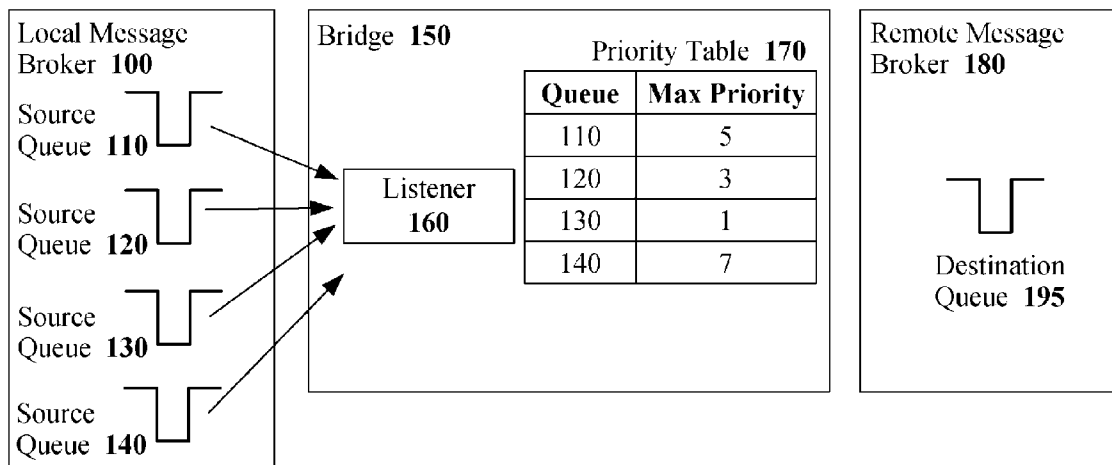 Local Message
Broker 100
Source
Queue 110
Source
Queue 120
Source
Queue 130
Source
Queue 140
Bridge 150
Listener
160
Priority Table 170
Queue Max Priority
110 5
120 3
130 1
140 7
Remote Message
Broker 180
Destination
Queue 195